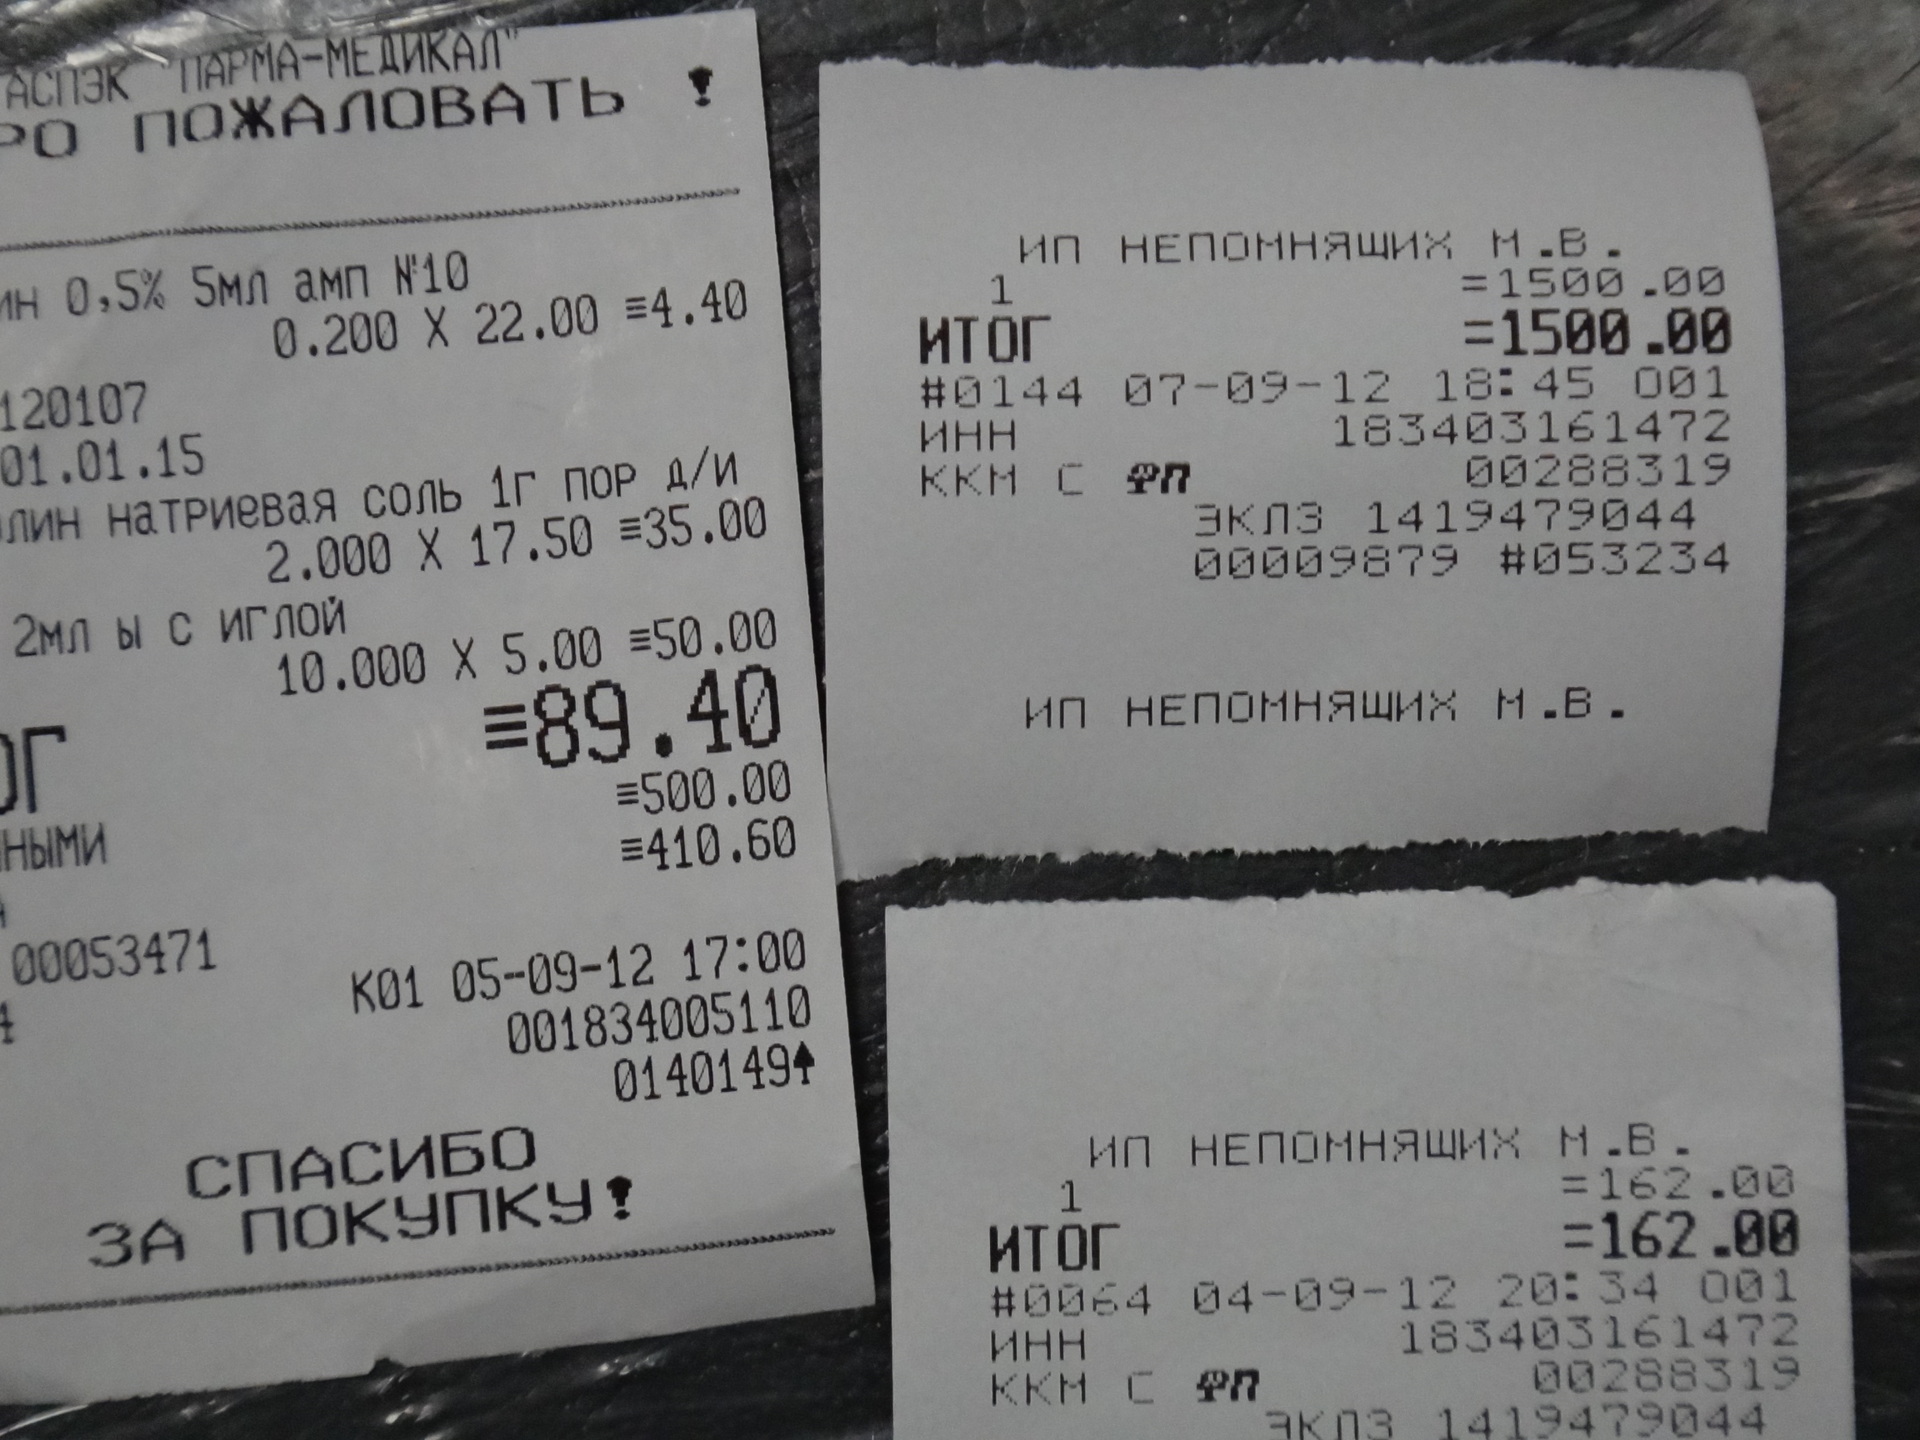 АСПЭК "ПАРМА-МЕДИКАЛ"
РО ПОЖАЛОВАТЬ !
ин 0,5% 5мл амп №10
0.200 X 22.00 ≡4.40
120107
01.01.15
лин натриевая соль 1г пор д/и
2.000 X 17.50 ≡35.00
2мл ы с иглой
10.000 X 5.00 ≡50.00
ОГ ≡89.40
≡500.00
НЫМИ ≡410.60
00053471
К01 05-09-12 17:00
001834005110
0140149
СПАСИБО
ЗА ПОКУПКУ!
ИП НЕПОМНЯЩИХ М.В.
1 =1500.00
ИТОГ =1500.00
#0144 07-09-12 18:45 001
ИНН 183403161472
ККМ С ФП 00288319
ЭКЛЗ 1419479044
00009879 #053234
ИП НЕПОМНЯЩИХ М.В.
ИП НЕПОМНЯЩИХ М.В.
1 =162.00
ИТОГ =162.00
#0064 04-09-12 20:34 001
ИНН 183403161472
ККМ С ФП 00288319
ЭКЛЗ 1419479044